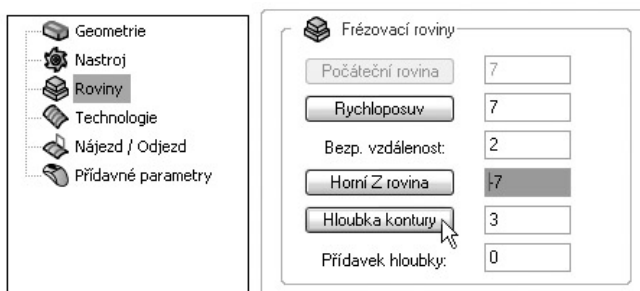 Geometrie
Nastroj
Roviny
Technologie
Nájezd / Odjezd
Přídavné parametry
Frézovací roviny
Počáteční rovina 7
Rychloposuv 7
Bezp. vzdálenost: 2
Horní Z rovina -7
Hloubka kontury 3
Přídavek hloubky: 0